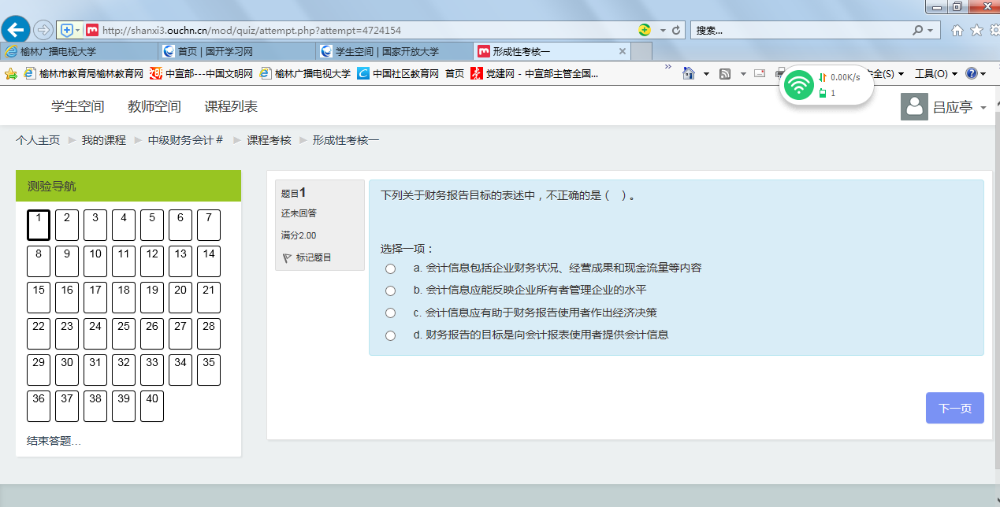 http://shanxi3.ouchn.cn/mod/quiz/attempt.php?attempt=4724154
搜索...
榆林广播电视大学
首页 | 国开学习网
学生空间 | 国家开放大学
形成性考核一
榆林市教育局榆林教育网
中宣部---中国文明网
榆林广播电视大学
中国社区教育网
首页
党建网 - 中宣部主管全国...
全(S)
工具(O)
0.00K/s
1
学生空间
教师空间
课程列表
吕应亭
个人主页
我的课程
中级财务会计#
课程考核
形成性考核一
测验导航
1 2 3 4 5 6 7
8 9 10 11 12 13 14
15 16 17 18 19 20 21
22 23 24 25 26 27 28
29 30 31 32 33 34 35
36 37 38 39 40
结束答题...
题目1
还未回答
满分2.00
标记题目
下列关于财务报告目标的表述中，不正确的是（ ）。
选择一项：
a. 会计信息包括企业财务状况、经营成果和现金流量等内容
b. 会计信息应能反映企业所有者管理企业的水平
c. 会计信息应有助于财务报告使用者作出经济决策
d. 财务报告的目标是向会计报表使用者提供会计信息
下一页